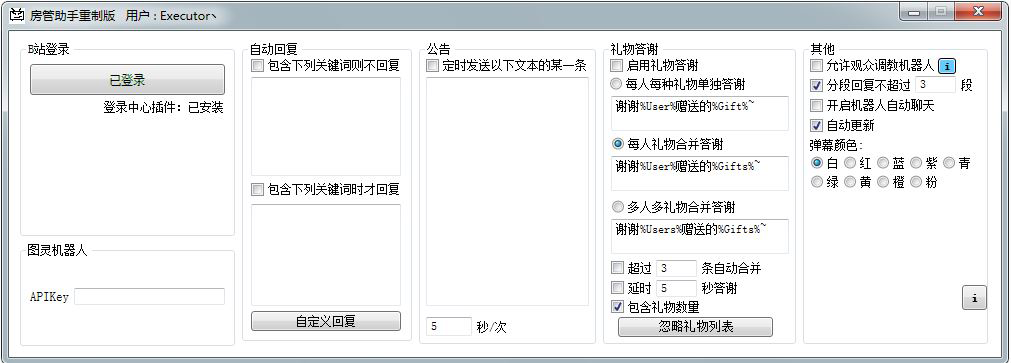 房管助手重制版 用户：Executor丶
B站登录
已登录
登录中心插件：已安装
图灵机器人
APIKey
自动回复
包含下列关键词则不回复
包含下列关键词时才回复
自定义回复
公告
定时发送以下文本的某一条
5 秒/次
礼物答谢
启用礼物答谢
每人每种礼物单独答谢
谢谢%User%赠送的%Gift%~
每人礼物合并答谢
谢谢%User%赠送的%Gifts%~
多人多礼物合并答谢
谢谢%Users%赠送的%Gifts%~
超过 3 条自动合并
延时 5 秒答谢
包含礼物数量
忽略礼物列表
其他
允许观众调教机器人 i
分段回复不超过 3 段
开启机器人自动聊天
自动更新
弹幕颜色：
白 红 蓝 紫 青
绿 黄 橙 粉
i